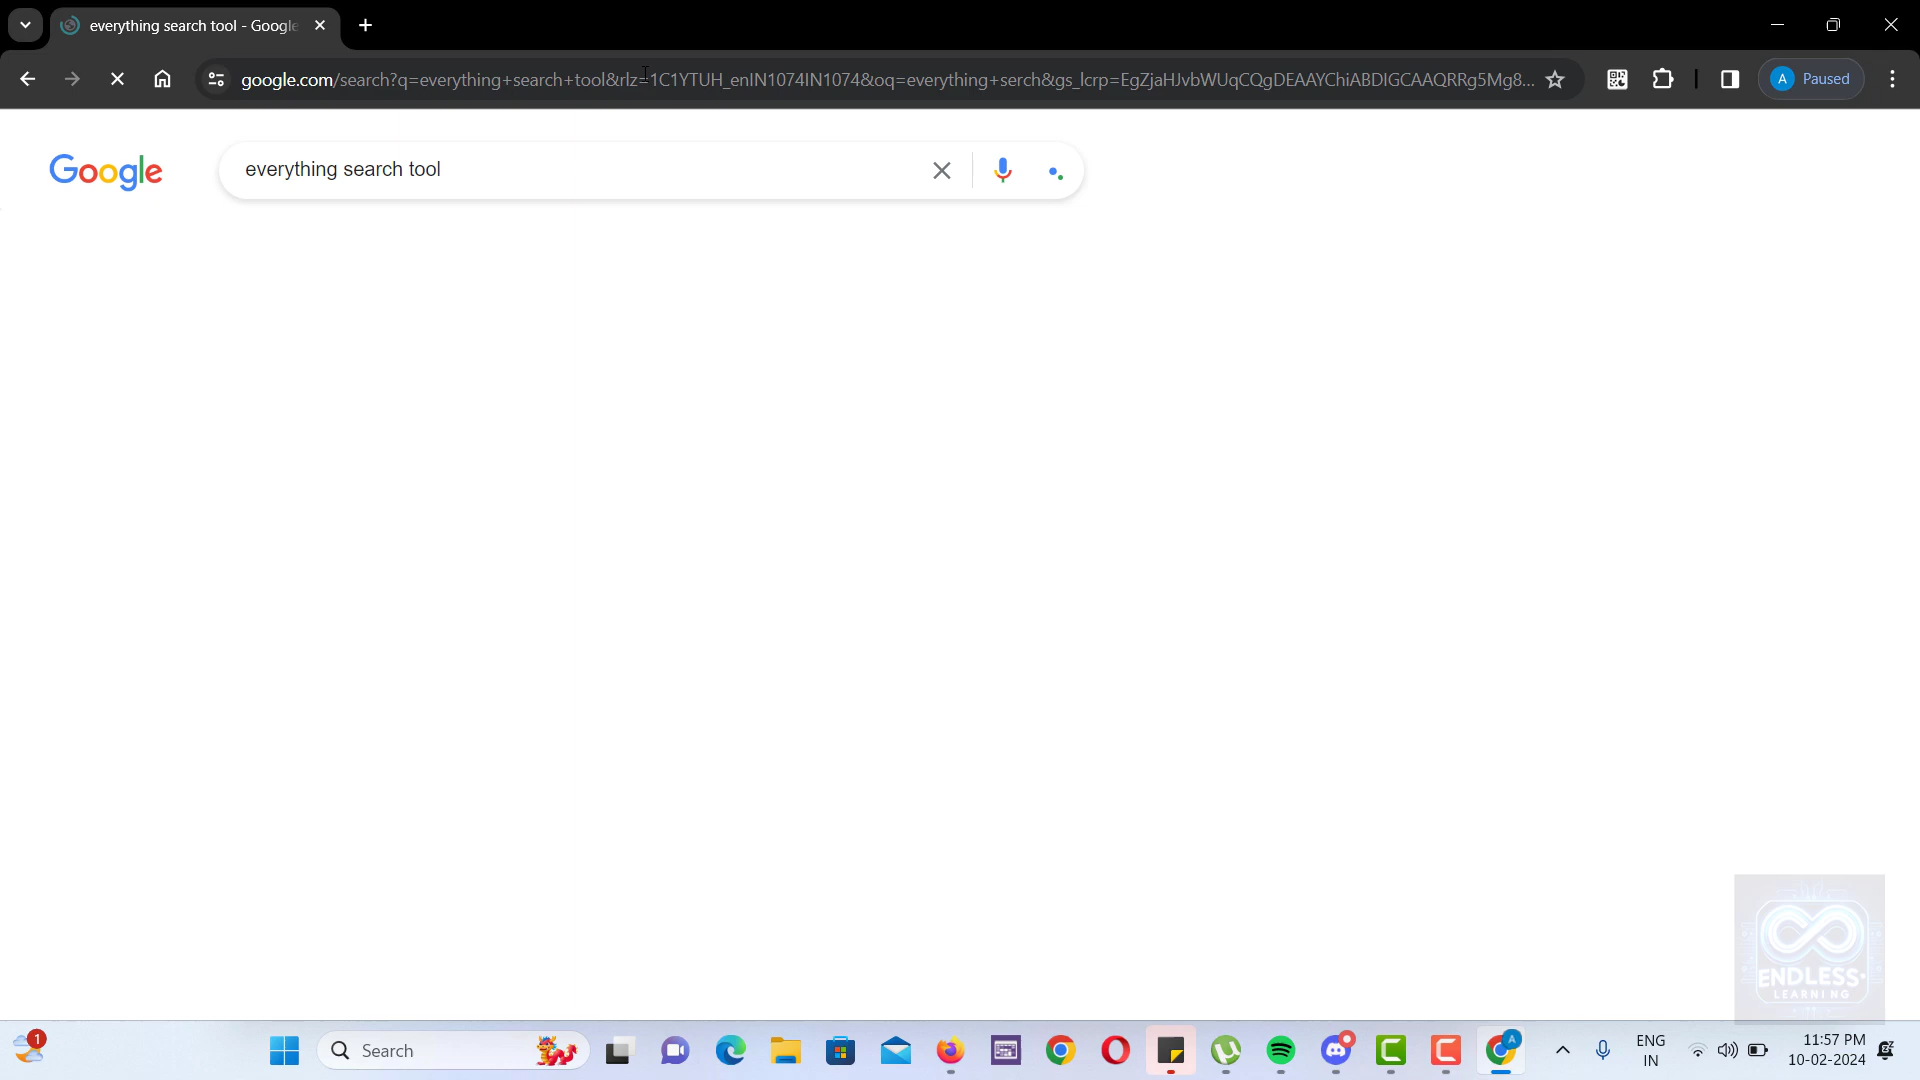 everything search tool - Google
google.com/search?q=everything+search+tool&rlz=1C1YTUH_enIN1074IN1074&oq=everything+serch&gs_lcrp=EgZjaHJvbWUqCQgDEAAYChiABDIGCAAQRRg5Mg8...
A Paused
Google
everything search tool
ENDLESS
LEARNING
1
Search
A
ENG
IN
11:57 PM
10-02-2024